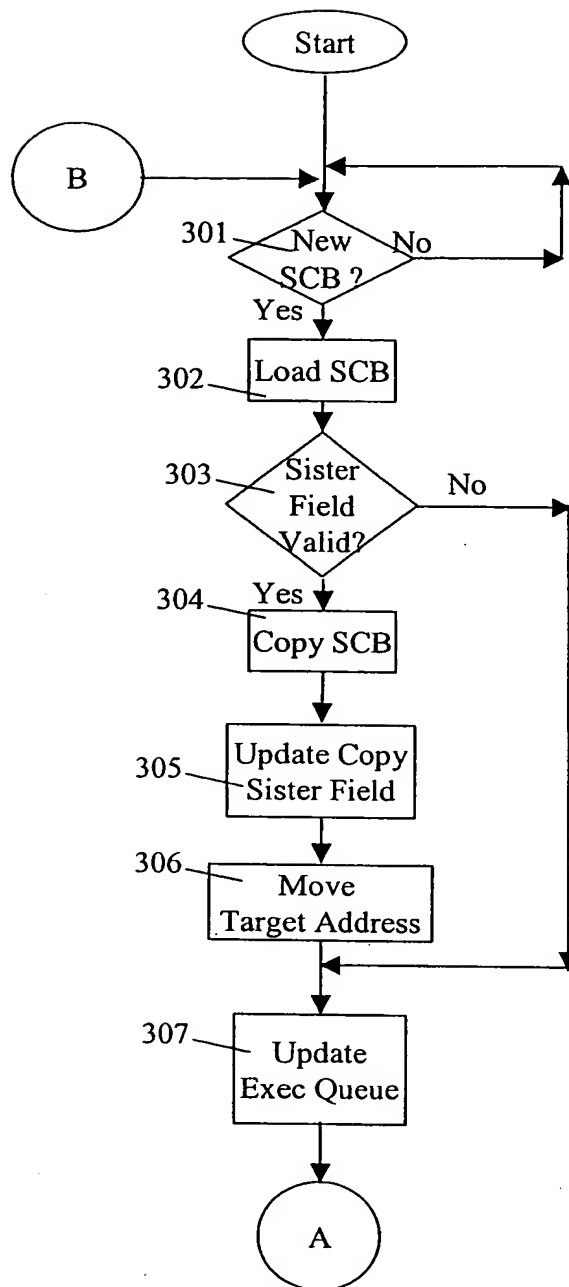 Start
B
301
New
SCB ?
No
Yes
Load SCB
302
303
Sister
Field
Valid?
No
Yes
304
Copy SCB
Update Copy
Sister Field
305
306
Move
Target Address
307
Update
Exec Queue
A